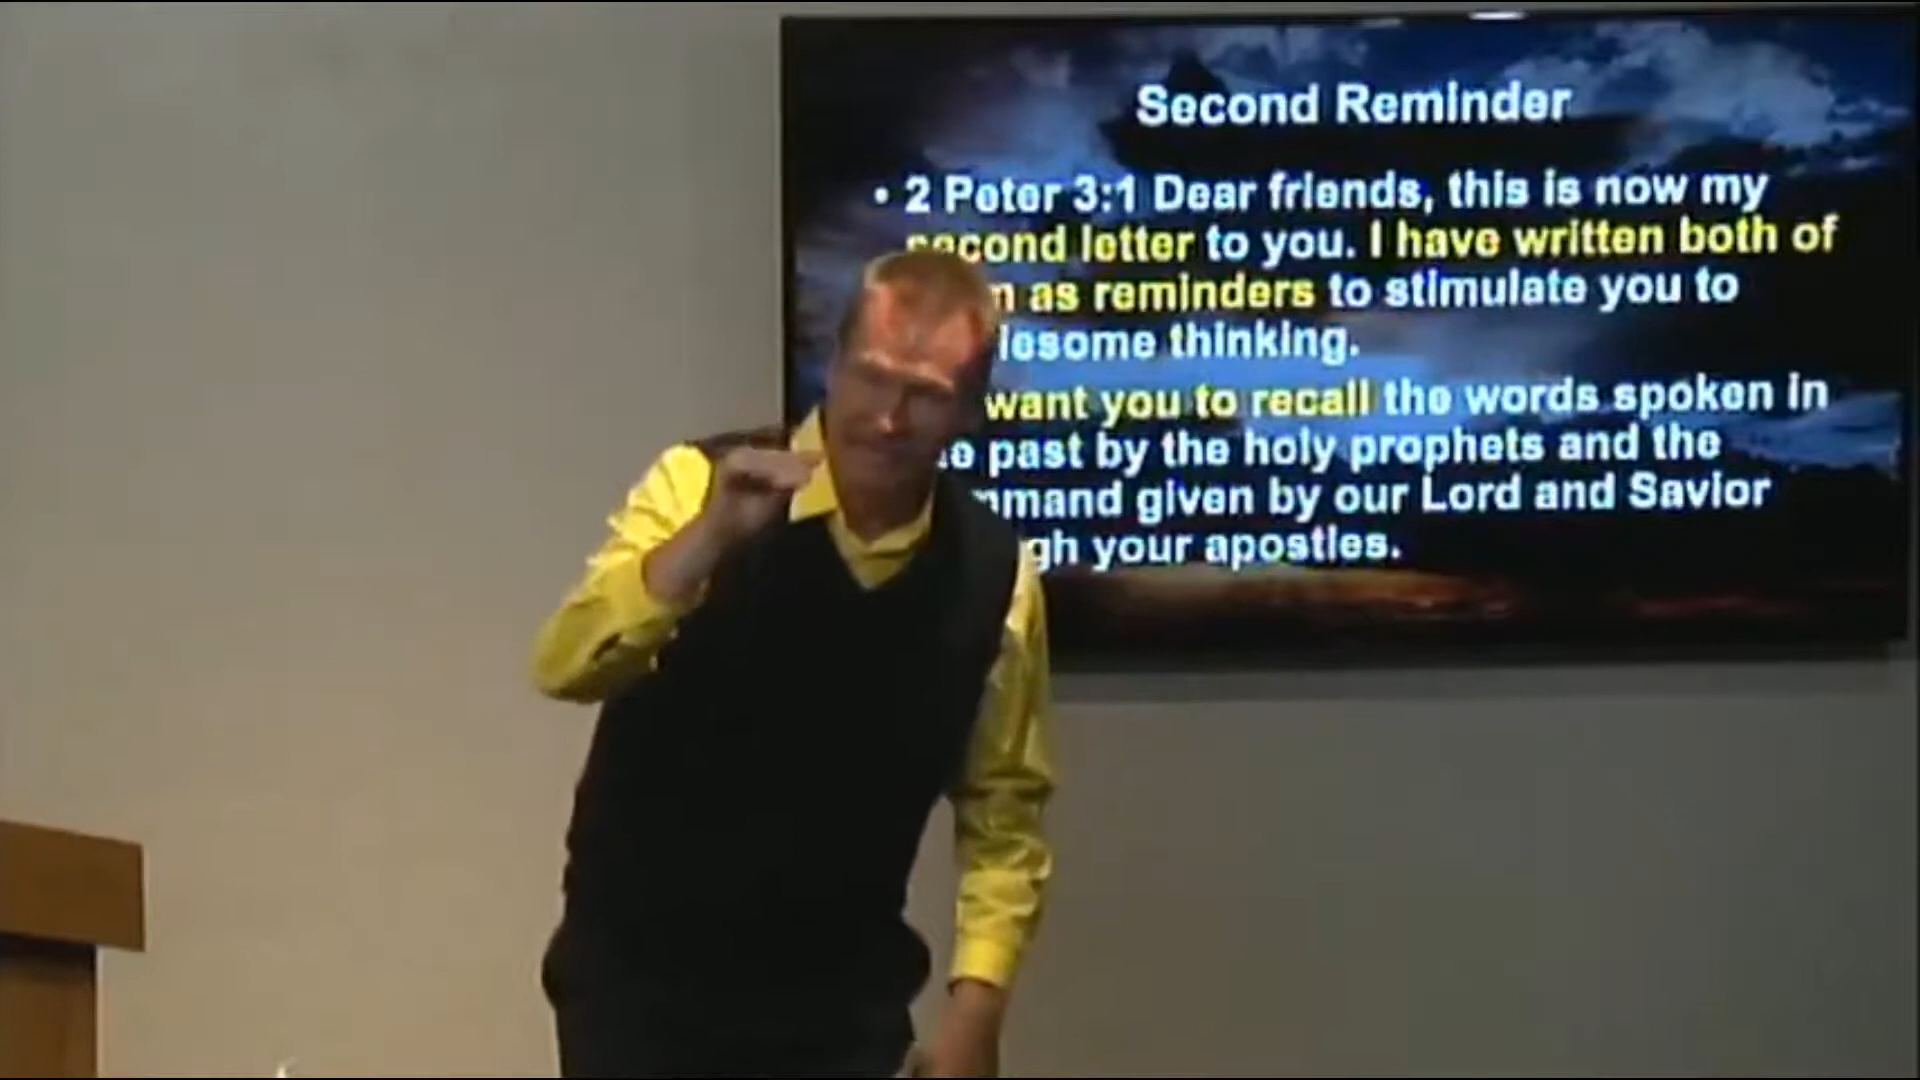 Second Reminder
• 2 Peter 3:1 Dear friends, this is now my
second letter to you. I have written both of
as reminders to stimulate you to
lesome thinking.
want you to recall the words spoken in
past by the holy prophets and the
mmand given by our Lord and Savior
gh your apostles.